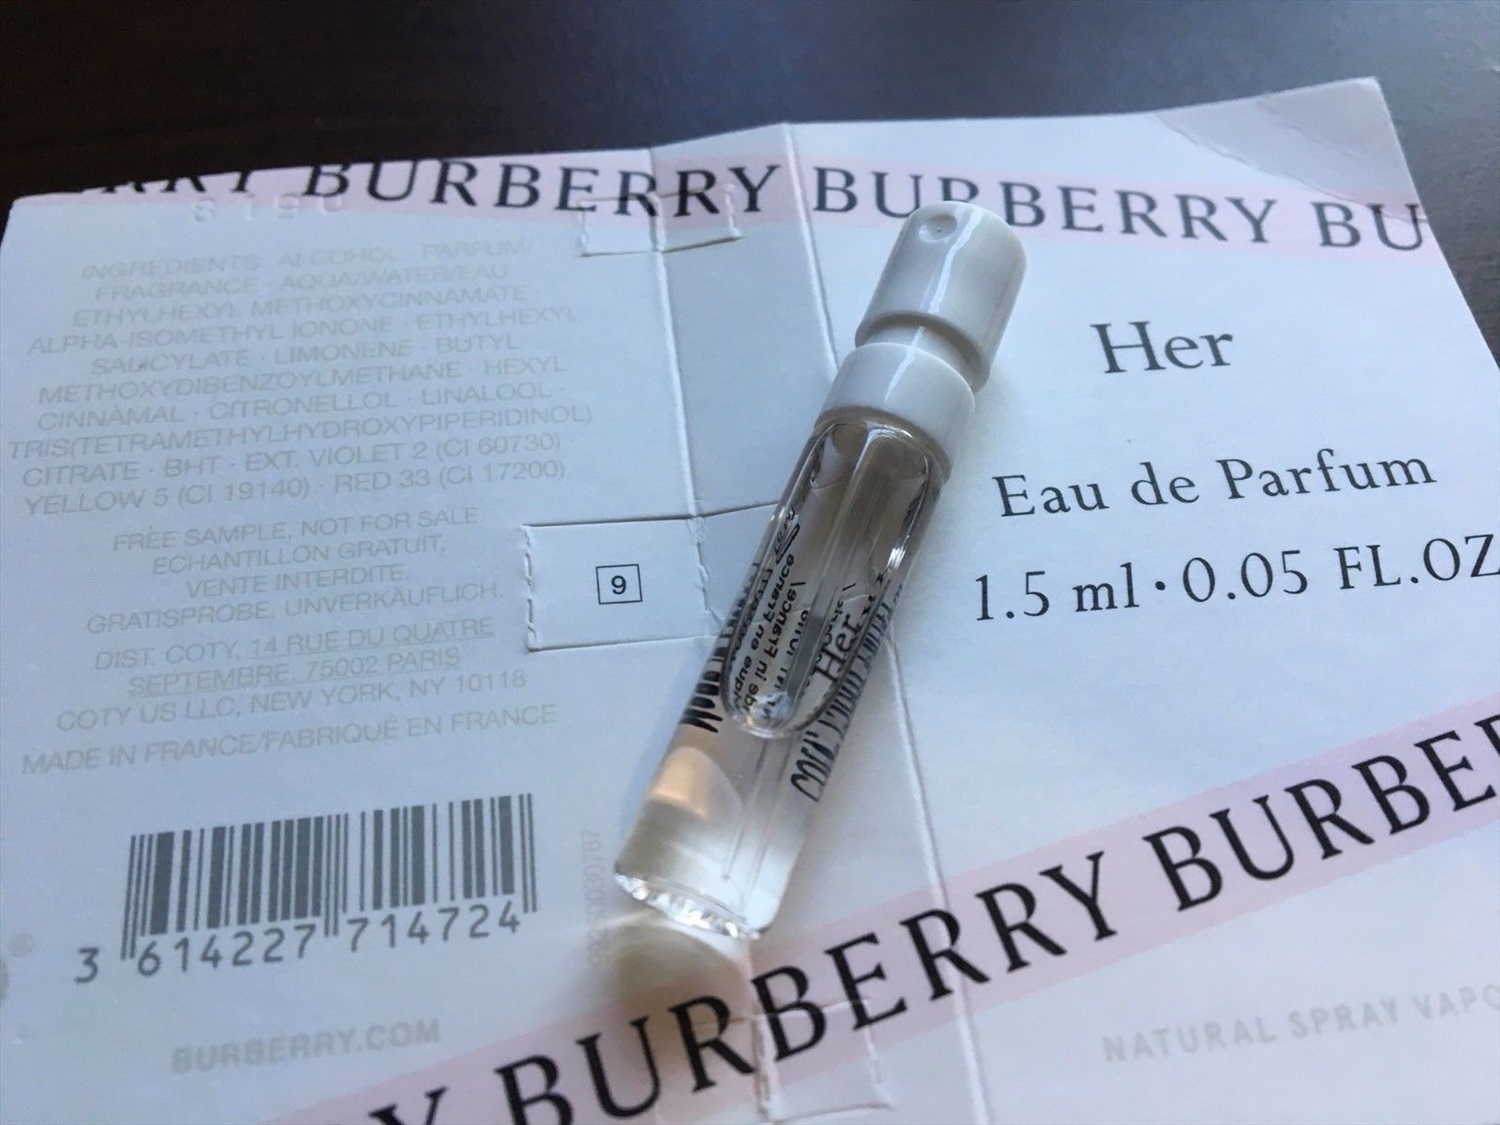 BURBERRY BURBERRY BU
8190
INGREDIENTS ALCOHOL · PARFUM/
FRAGRANCE · AQUA/WATER/EAU
ETHYLHEXYL METHOXYCINNAMATE
ALPHA-ISOMETHYL IONONE · ETHYLHEXYL
SALICYLATE · LIMONENE · BUTYL
METHOXYDIBENZOYLMETHANE · HEXYL
CINNAMAL · CITRONELLOL · LINALOOL ·
TRIS(TETRAMETHYLHYDROXYPIPERIDINOL)
CITRATE · BHT · EXT. VIOLET 2 (CI 60730) ·
YELLOW 5 (CI 19140) · RED 33 (CI 17200)
FREE SAMPLE, NOT FOR SALE
ECHANTILLON GRATUIT,
VENTE INTERDITE.
GRATISPROBE, UNVERKÄUFLICH.
DIST. COTY, 14 RUE DU QUATRE
SEPTEMBRE, 75002 PARIS
COTY US LLC, NEW YORK, NY 10118
MADE IN FRANCE/FABRIQUÉ EN FRANCE
3 614227 714724
BURBERRY.COM
9
Her
Her
Eau de Parfum
1.5 ml · 0.05 FL.OZ
Y BURBERRY BURBE
NATURAL SPRAY VAPO